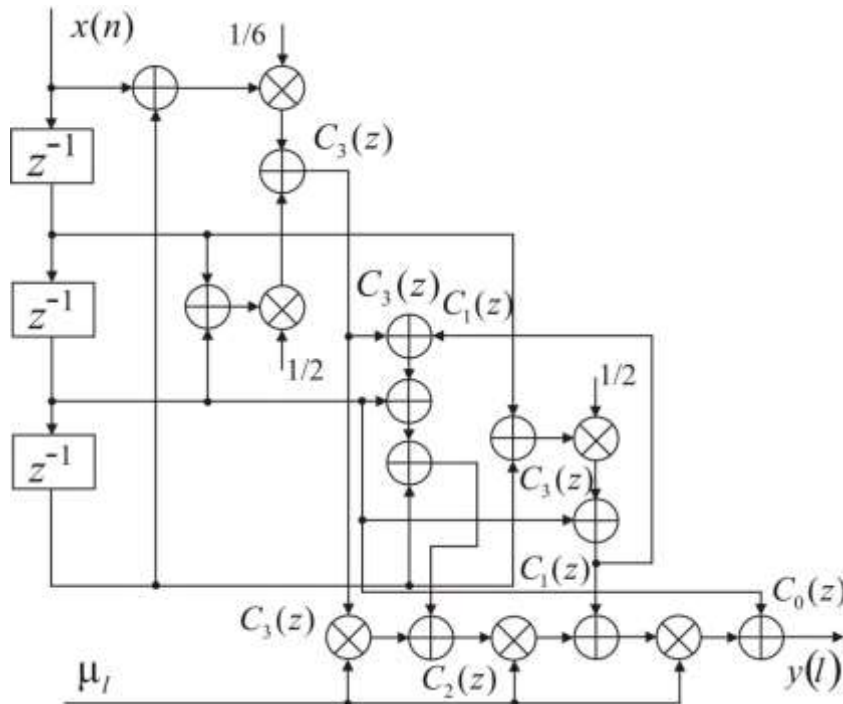 x(n)
1/6
C₃(z)
z⁻¹
z⁻¹
C₃(z)
C₁(z)
1/2
1/2
z⁻¹
C₃(z)
C₁(z)
C₀(z)
C₃(z)
C₂(z)
y(l)
μₗ